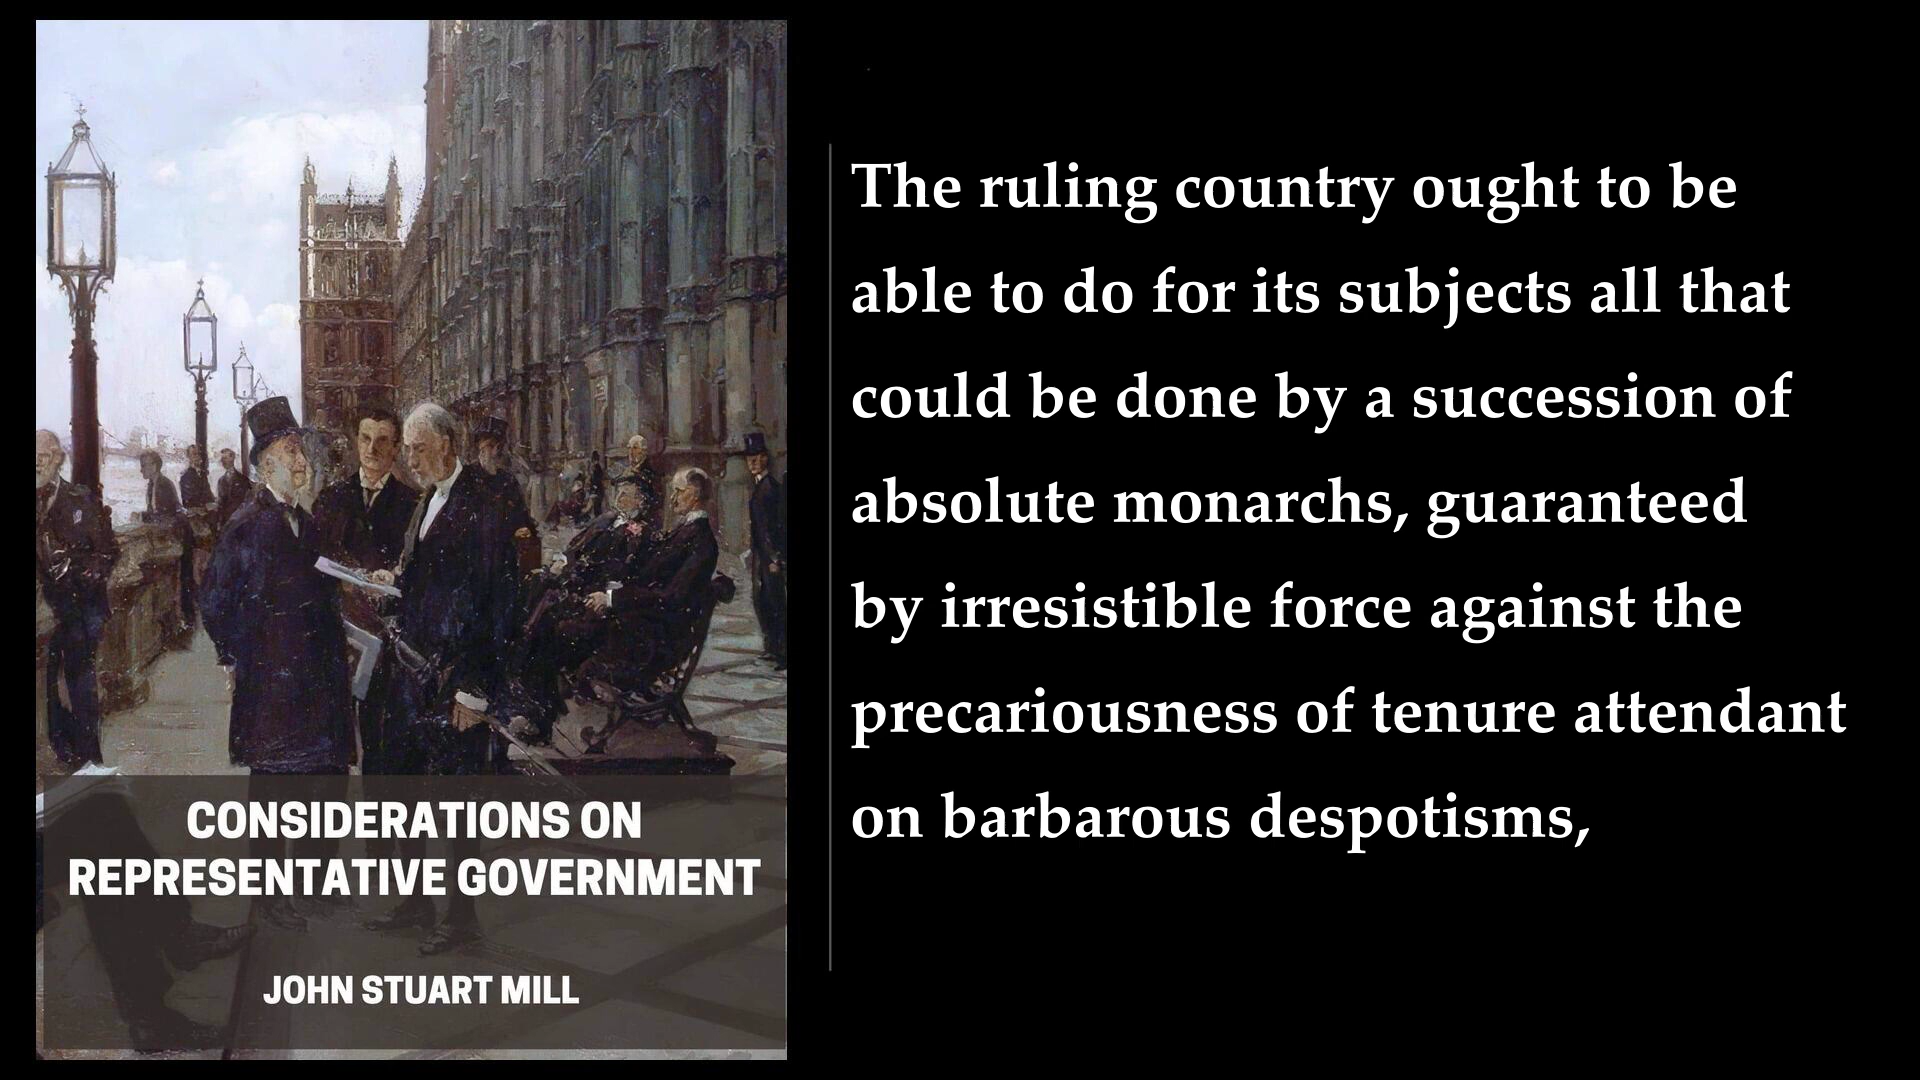 CONSIDERATIONS ON
REPRESENTATIVE GOVERNMENT
JOHN STUART MILL
The ruling country ought to be
able to do for its subjects all that
could be done by a succession of
absolute monarchs, guaranteed
by irresistible force against the
precariousness of tenure attendant
on barbarous despotisms,